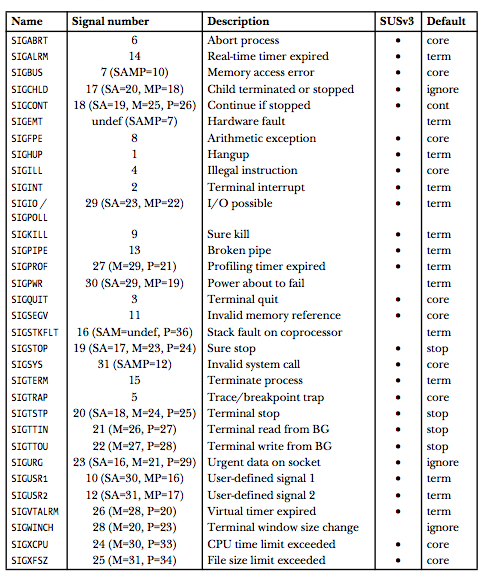 Name Signal number Description SUSv3 Default
SIGABRT 6 Abort process • core
SIGALRM 14 Real-time timer expired • term
SIGBUS 7 (SAMP=10) Memory access error • core
SIGCHLD 17 (SA=20, MP=18) Child terminated or stopped • ignore
SIGCONT 18 (SA=19, M=25, P=26) Continue if stopped • cont
SIGEMT undef (SAMP=7) Hardware fault term
SIGFPE 8 Arithmetic exception • core
SIGHUP 1 Hangup • term
SIGILL 4 Illegal instruction • core
SIGINT 2 Terminal interrupt • term
SIGIO / 29 (SA=23, MP=22) I/O possible • term
SIGPOLL
SIGKILL 9 Sure kill • term
SIGPIPE 13 Broken pipe • term
SIGPROF 27 (M=29, P=21) Profiling timer expired • term
SIGPWR 30 (SA=29, MP=19) Power about to fail term
SIGQUIT 3 Terminal quit • core
SIGSEGV 11 Invalid memory reference • core
SIGSTKFLT 16 (SAM=undef, P=36) Stack fault on coprocessor term
SIGSTOP 19 (SA=17, M=23, P=24) Sure stop • stop
SIGSYS 31 (SAMP=12) Invalid system call • core
SIGTERM 15 Terminate process • term
SIGTRAP 5 Trace/breakpoint trap • core
SIGTSTP 20 (SA=18, M=24, P=25) Terminal stop • stop
SIGTTIN 21 (M=26, P=27) Terminal read from BG • stop
SIGTTOU 22 (M=27, P=28) Terminal write from BG • stop
SIGURG 23 (SA=16, M=21, P=29) Urgent data on socket • ignore
SIGUSR1 10 (SA=30, MP=16) User-defined signal 1 • term
SIGUSR2 12 (SA=31, MP=17) User-defined signal 2 • term
SIGVTALRM 26 (M=28, P=20) Virtual timer expired • term
SIGWINCH 28 (M=20, P=23) Terminal window size change ignore
SIGXCPU 24 (M=30, P=33) CPU time limit exceeded • core
SIGXFSZ 25 (M=31, P=34) File size limit exceeded • core